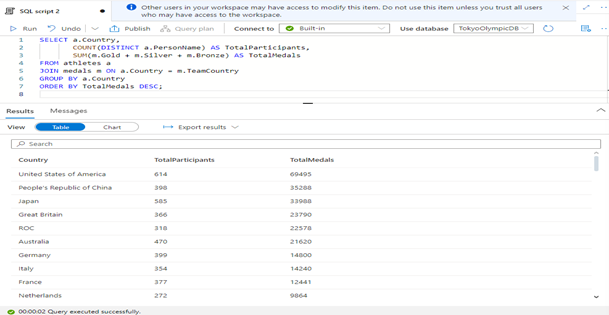 SQL script 2
Other users in your workspace may have access to modify this item. Do not use this item unless you trust all users
who may have access to the workspace.
Run Undo Publish Query plan Connect to Built-in Use database TokyoOlympicDB
1 SELECT a.Country,
2 COUNT(DISTINCT a.PersonName) AS TotalParticipants,
3 SUM(m.Gold + m.Silver + m.Bronze) AS TotalMedals
4 FROM athletes a
5 JOIN medals m ON a.Country = m.TeamCountry
6 GROUP BY a.Country
7 ORDER BY TotalMedals DESC;
8
Results Messages
View Table Chart Export results
Search
Country TotalParticipants TotalMedals
United States of America 614 69495
People's Republic of China 398 35288
Japan 585 33988
Great Britain 366 23790
ROC 318 22578
Australia 470 21620
Germany 399 14800
Italy 354 14240
France 377 12441
Netherlands 272 9864
00:00:02 Query executed successfully.